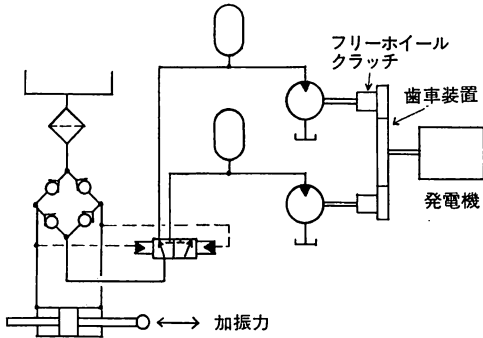 フリーホイール
クラッチ
歯車装置
発電機
加振力